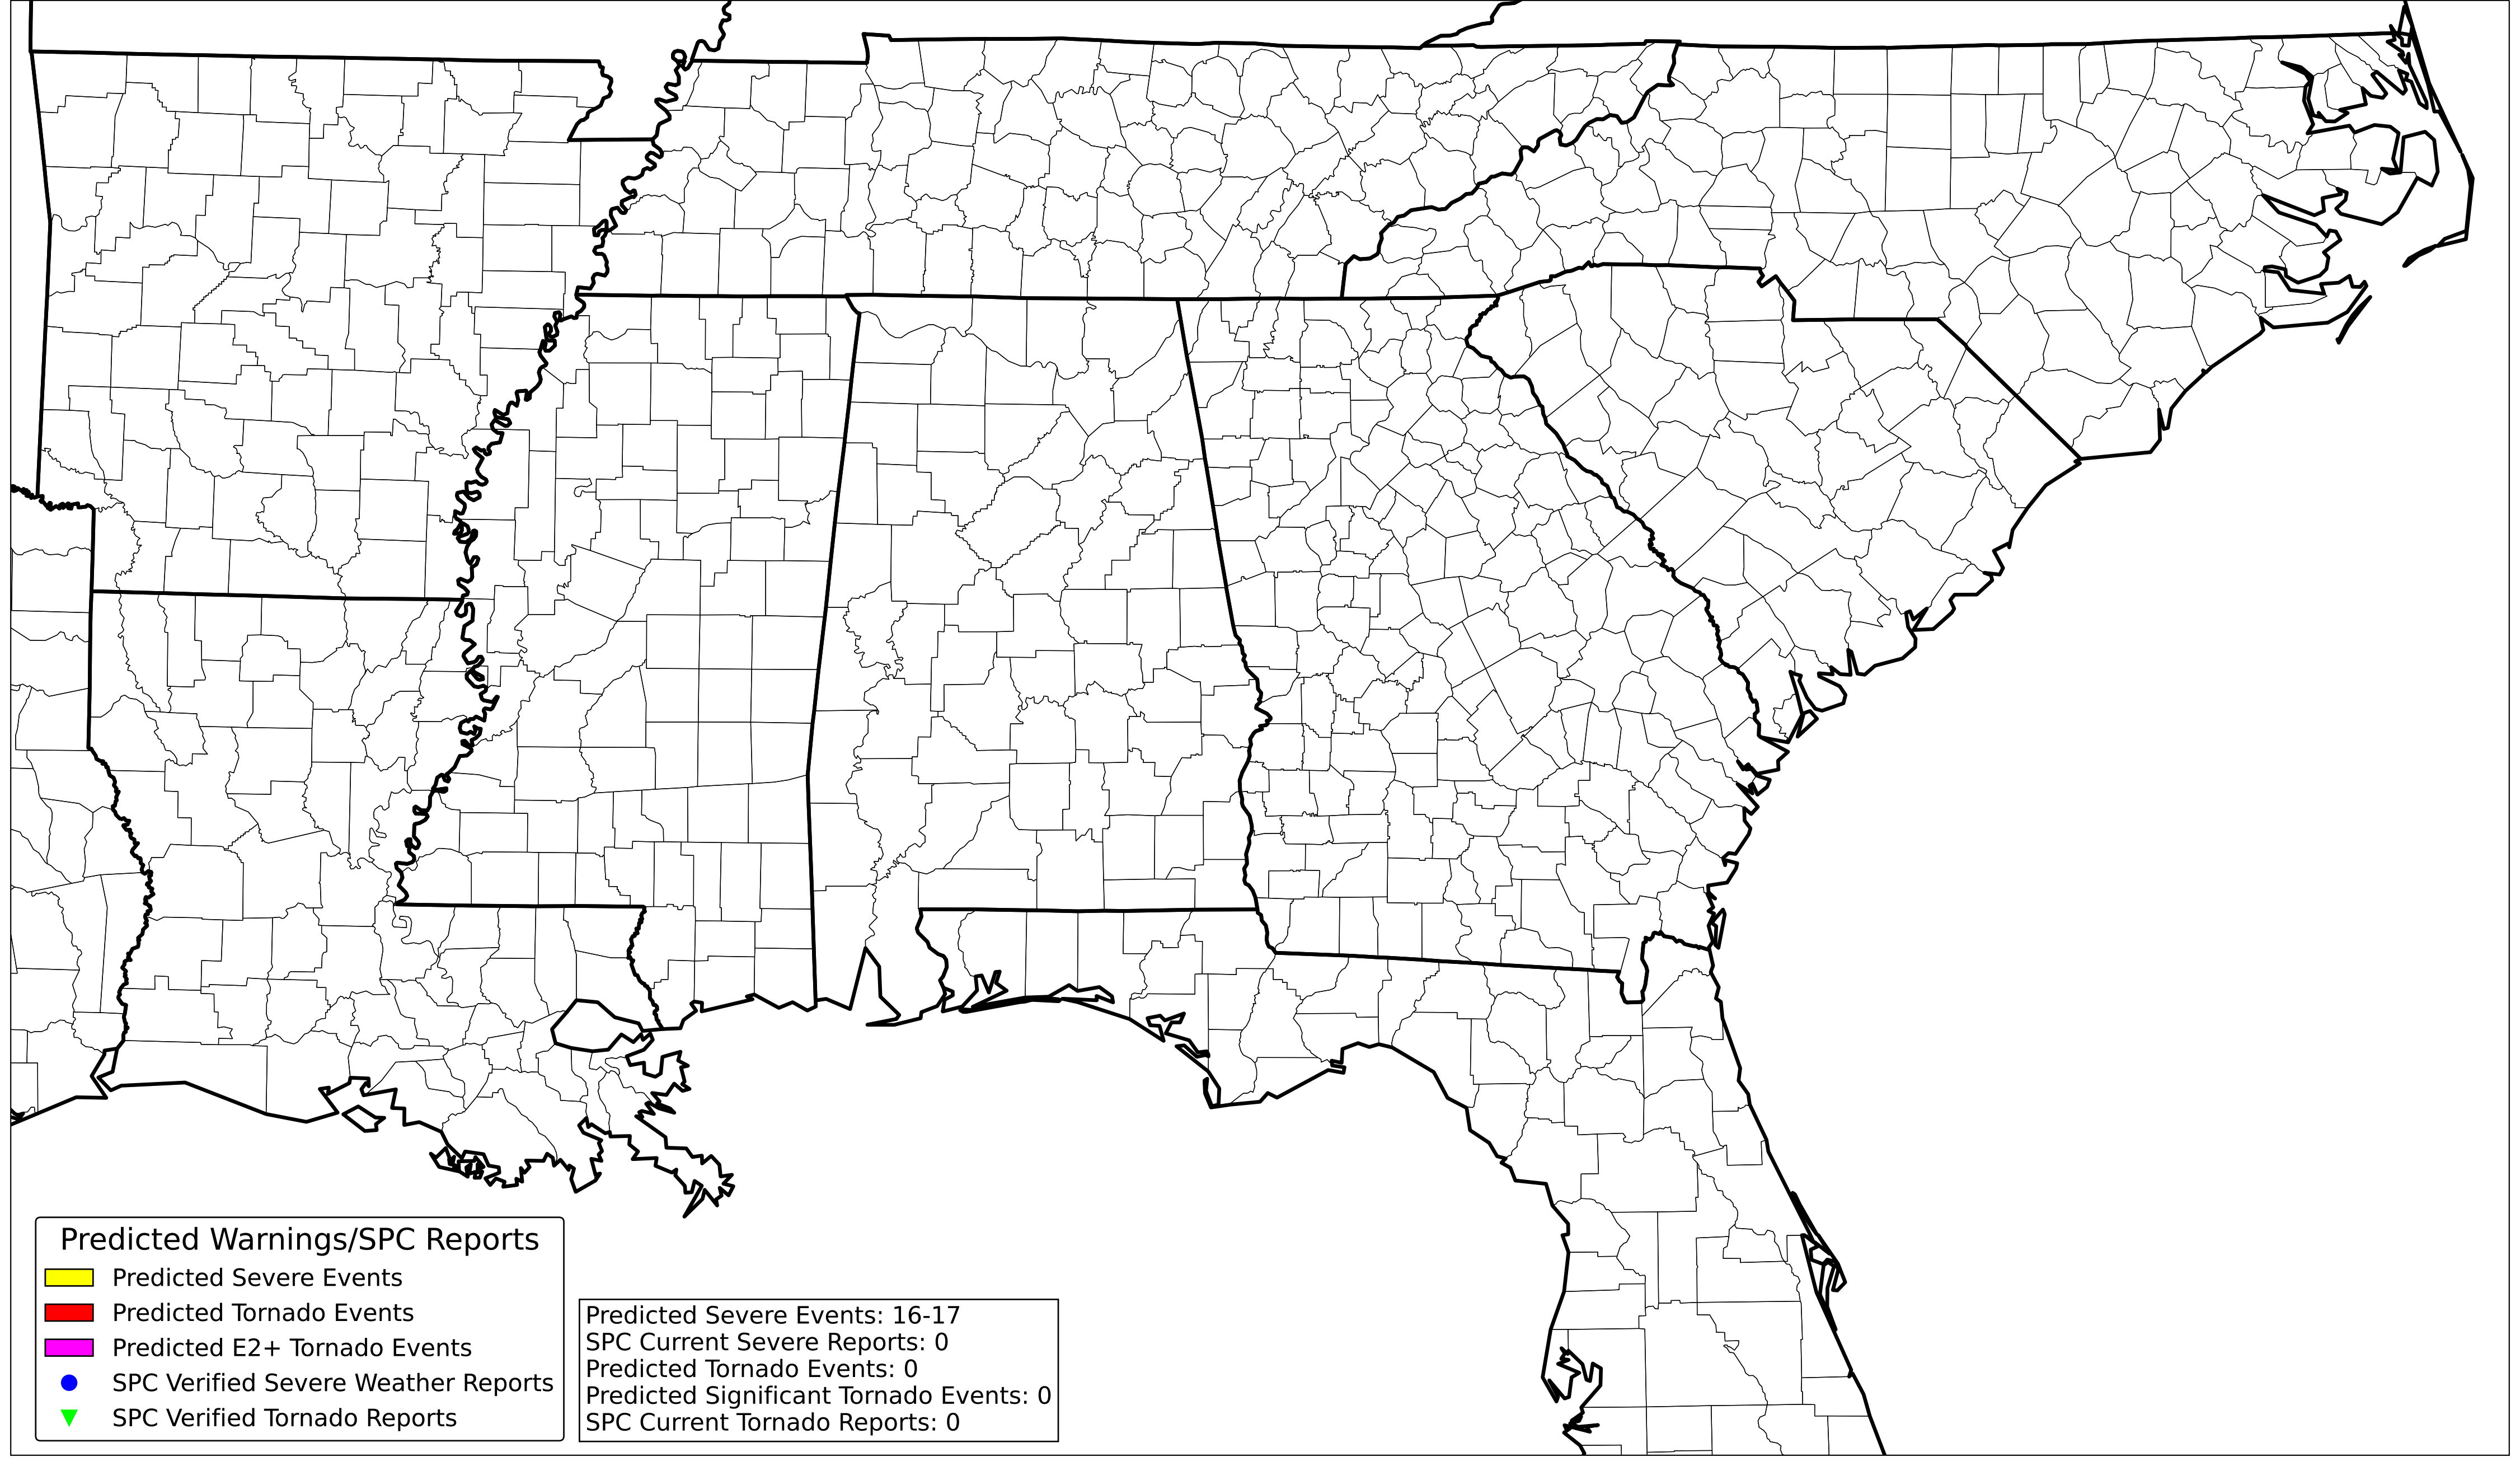 Predicted Warnings/SPC Reports
Predicted Severe Events
Predicted Tornado Events
Predicted E2+ Tornado Events
SPC Verified Severe Weather Reports
SPC Verified Tornado Reports
Predicted Severe Events: 16-17
SPC Current Severe Reports: 0
Predicted Tornado Events: 0
Predicted Significant Tornado Events: 0
SPC Current Tornado Reports: 0